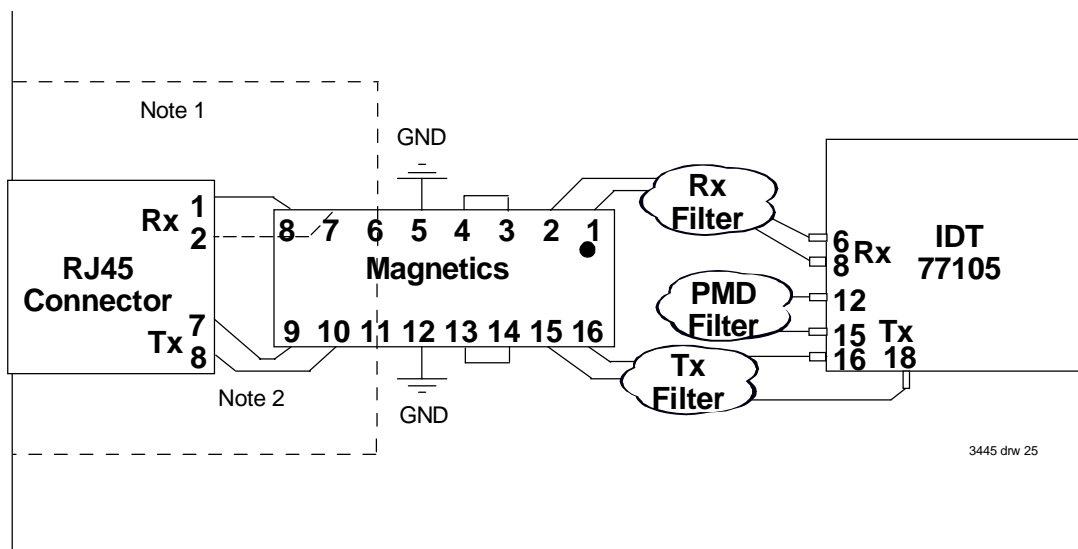 Note 1
GND
Rx
1
2
RJ45
Connector
7
Tx
8
Note 2
8 7 6 5 4 3 2 1
Magnetics
9 10 11 12 13 14 15 16
GND
Rx
Filter
PMD
Filter
Tx
Filter
IDT
77105
6
Rx
8
12
15
Tx
16
18
3445 drw 25